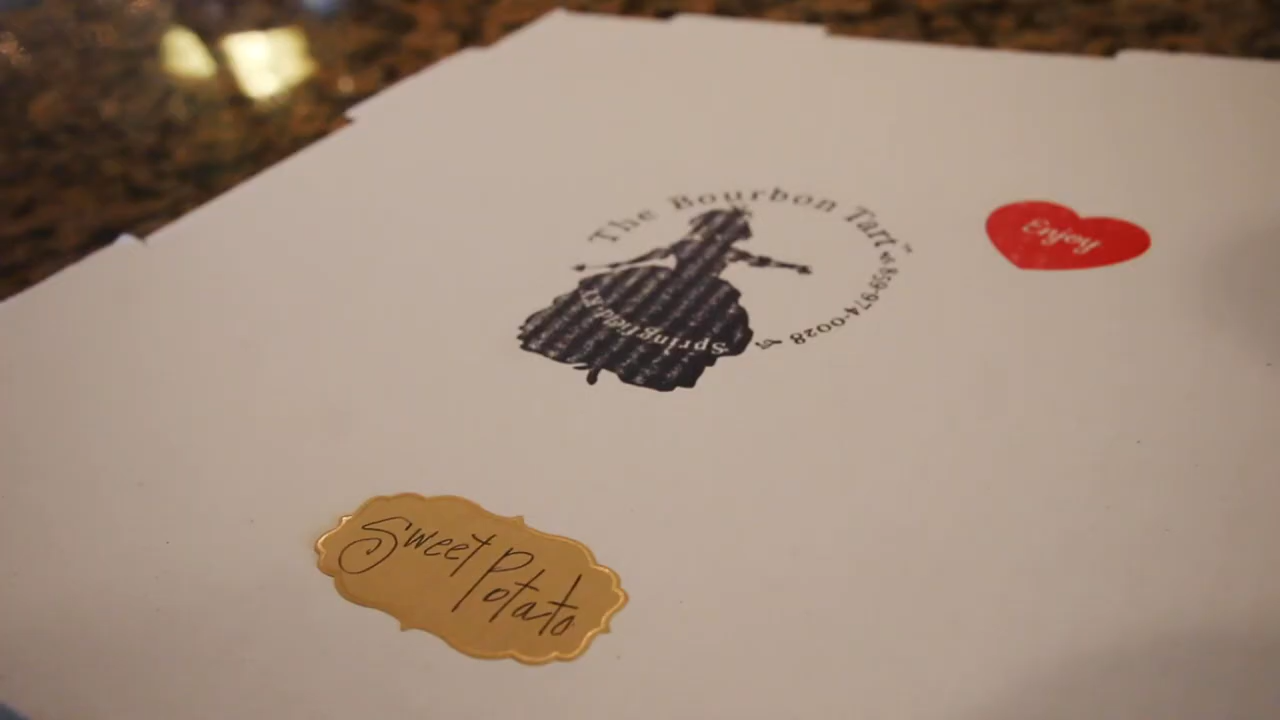 The Bourbon Tart™
859-974-0028
Springfield, KY
Enjoy
Sweet Potato